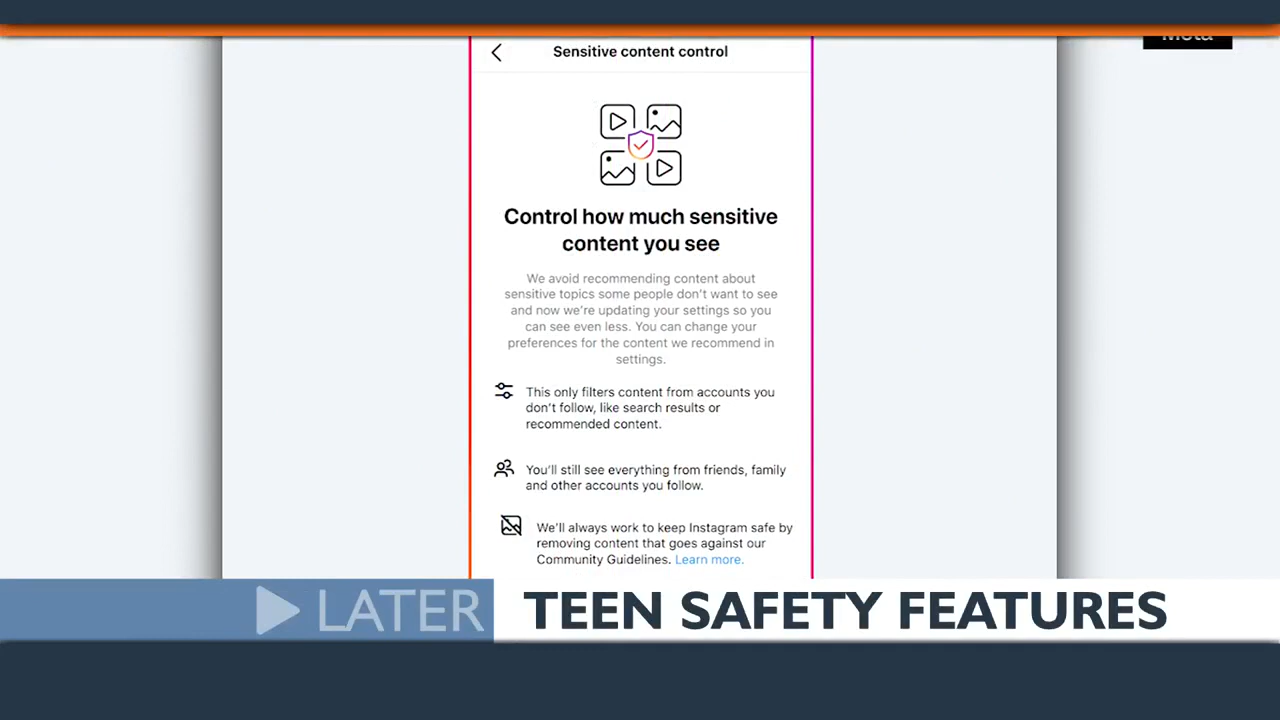 Meta
Sensitive content control
Control how much sensitive
content you see
We avoid recommending content about
sensitive topics some people don't want to see
and now we're updating your settings so you
can see even less. You can change your
preferences for the content we recommend in
settings.
This only filters content from accounts you
don't follow, like search results or
recommended content.
You'll still see everything from friends, family
and other accounts you follow.
We'll always work to keep Instagram safe by
removing content that goes against our
Community Guidelines. Learn more.
LATER
TEEN SAFETY FEATURES